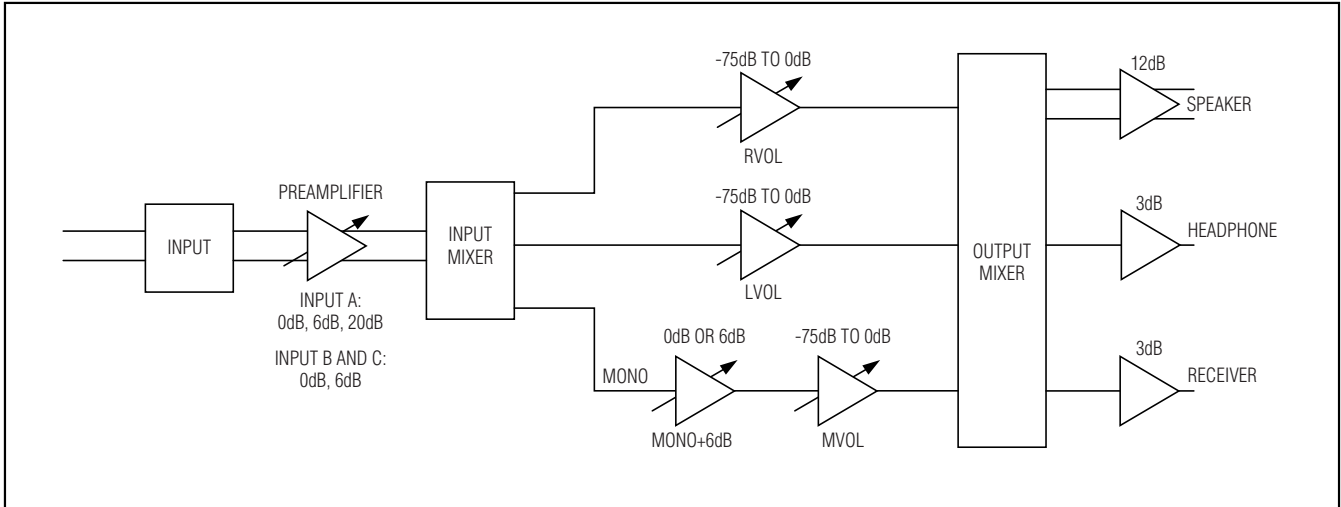 INPUT
PREAMPLIFIER
INPUT A:
0dB, 6dB, 20dB
INPUT B AND C:
0dB, 6dB
INPUT
MIXER
-75dB TO 0dB
RVOL
-75dB TO 0dB
LVOL
MONO
0dB OR 6dB
MONO+6dB
-75dB TO 0dB
MVOL
OUTPUT
MIXER
12dB
SPEAKER
3dB
HEADPHONE
3dB
RECEIVER